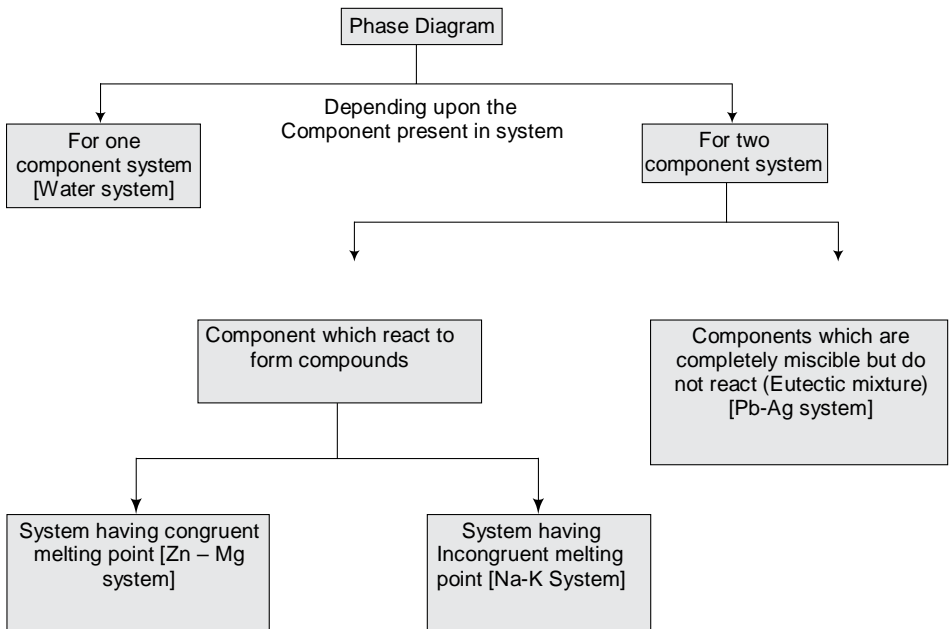 Phase Diagram
Depending upon the
Component present in system
For one
component system
[Water system]
For two
component system
Component which react to
form compounds
Components which are
completely miscible but do
not react (Eutectic mixture)
[Pb-Ag system]
System having congruent
melting point [Zn – Mg
system]
System having
Incongruent melting
point [Na-K System]